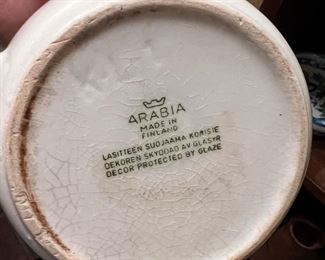 ARABIA
MADE IN
FINLAND
LASITTEEN SUOJAAMA KORISTE
DEKOREN SKYDDAD AV GLASYR
DECOR PROTECTED BY GLAZE